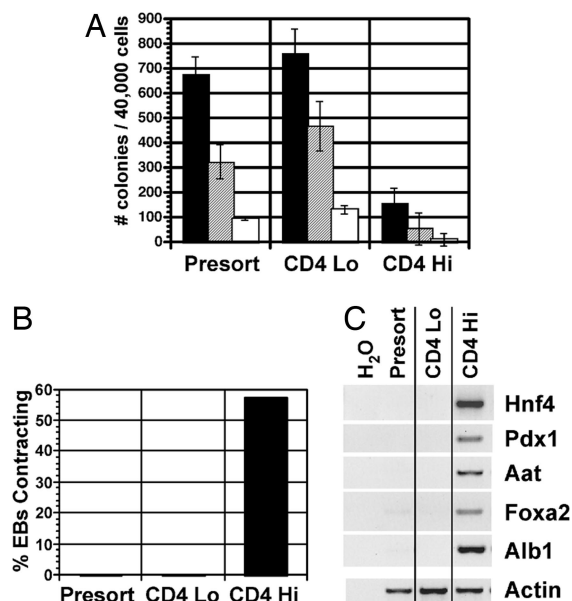 A
# colonies / 40,000 cells
900
800
700
600
500
400
300
200
100
0
Presort CD4 Lo CD4 Hi
B
% EBs Contracting
60
50
40
30
20
10
0
Presort CD4 Lo CD4 Hi
C
H₂O
Presort
CD4 Lo
CD4 Hi
Hnf4
Pdx1
Aat
Foxa2
Alb1
Actin